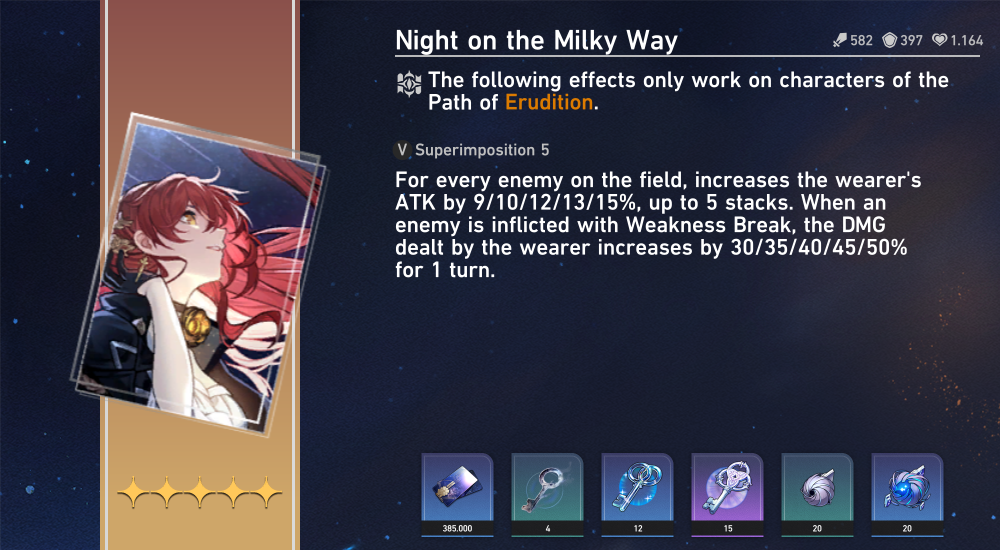 Night on the Milky Way
582 397 1.164
The following effects only work on characters of the
Path of Erudition.
V Superimposition 5
For every enemy on the field, increases the wearer's
ATK by 9/10/12/13/15%, up to 5 stacks. When an
enemy is inflicted with Weakness Break, the DMG
dealt by the wearer increases by 30/35/40/45/50%
for 1 turn.
385.000 4 12 15 20 20